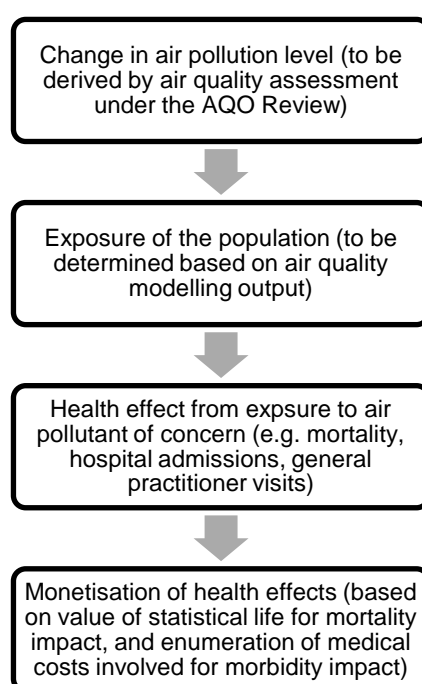 Change in air pollution level (to be
derived by air quality assessment
under the AQO Review)
Exposure of the population (to be
determined based on air quality
modelling output)
Health effect from expsure to air
pollutant of concern (e.g. mortality,
hospital admissions, general
practitioner visits)
Monetisation of health effects (based
on value of statistical life for mortality
impact, and enumeration of medical
costs involved for morbidity impact)